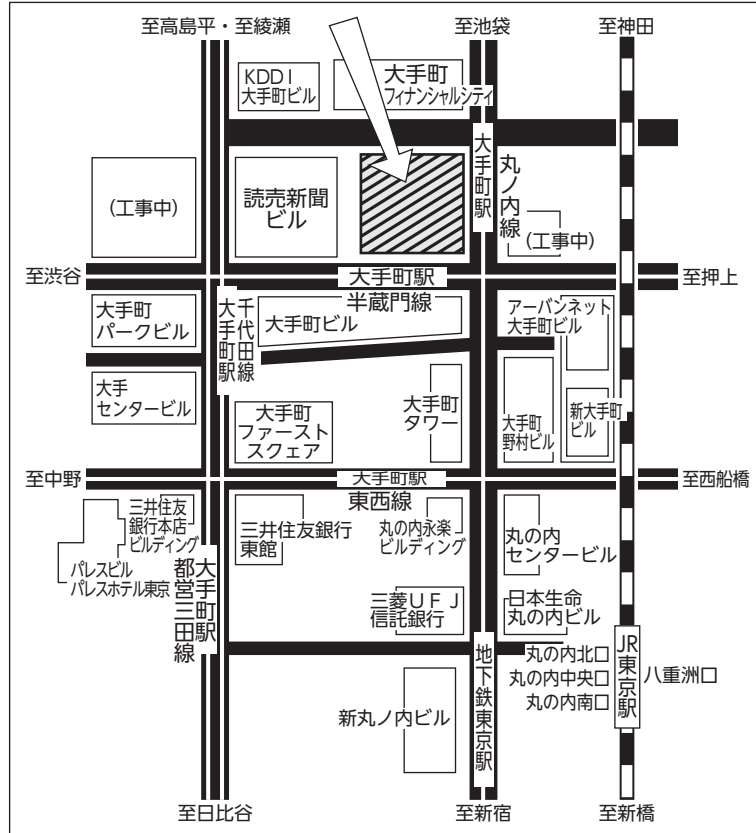 至高島平・至綾瀬
至池袋
至神田
KDDI
大手町ビル
大手町
フィナンシャルシティ
大手町駅
丸ノ内線
(工事中)
読売新聞
ビル
(工事中)
至渋谷
大手町駅
至押上
半蔵門線
大手町
パークビル
千代田線
大手町駅
大手町ビル
アーバンネット
大手町ビル
大手
センタービル
大手町
ファースト
スクェア
大手町
タワー
大手町
野村ビル
新大手町
ビル
至中野
大手町駅
至西船橋
東西線
三井住友
銀行本店
ビルディング
三井住友銀行
東館
丸の内永楽
ビルディング
丸の内
センタービル
パレスビル
パレスホテル東京
大手町駅
都営三田線
三菱UFJ
信託銀行
日本生命
丸の内ビル
地下鉄東京駅
丸の内北口
丸の内中央口
丸の内南口
JR東京駅
八重洲口
新丸ノ内ビル
至日比谷
至新宿
至新橋